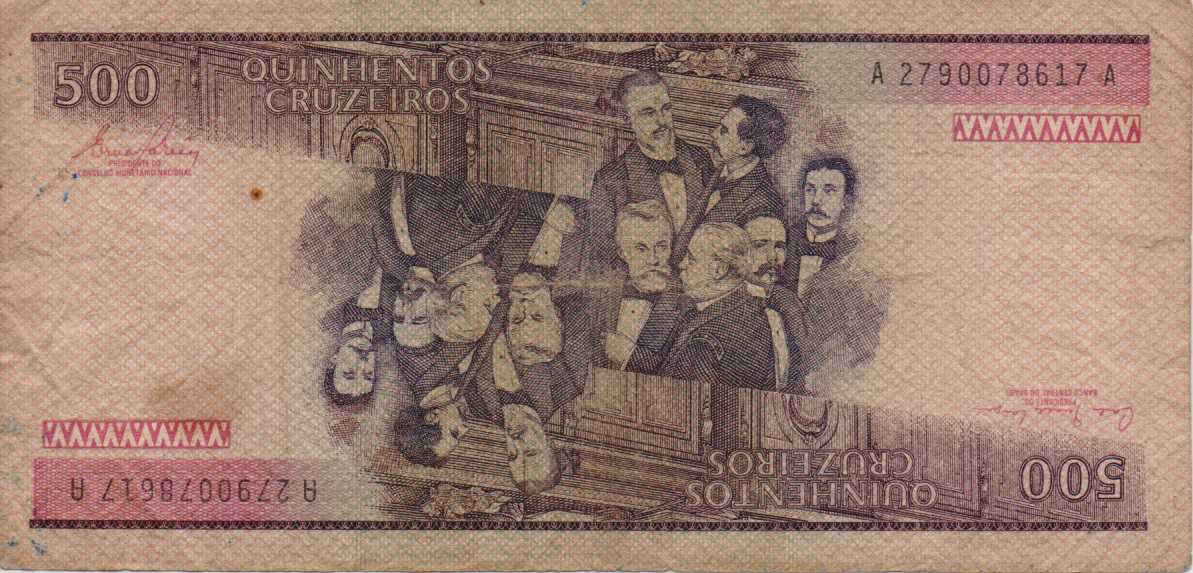 500
QUINHENTOS
CRUZEIROS
A 2790078617 A
PRESIDENTE DO
CONSELHO MONETÁRIO NACIONAL
PRESIDENTE DO
BANCO CENTRAL DO BRASIL
A 2790078617 A
CRUZEIROS
QUINHENTOS
500